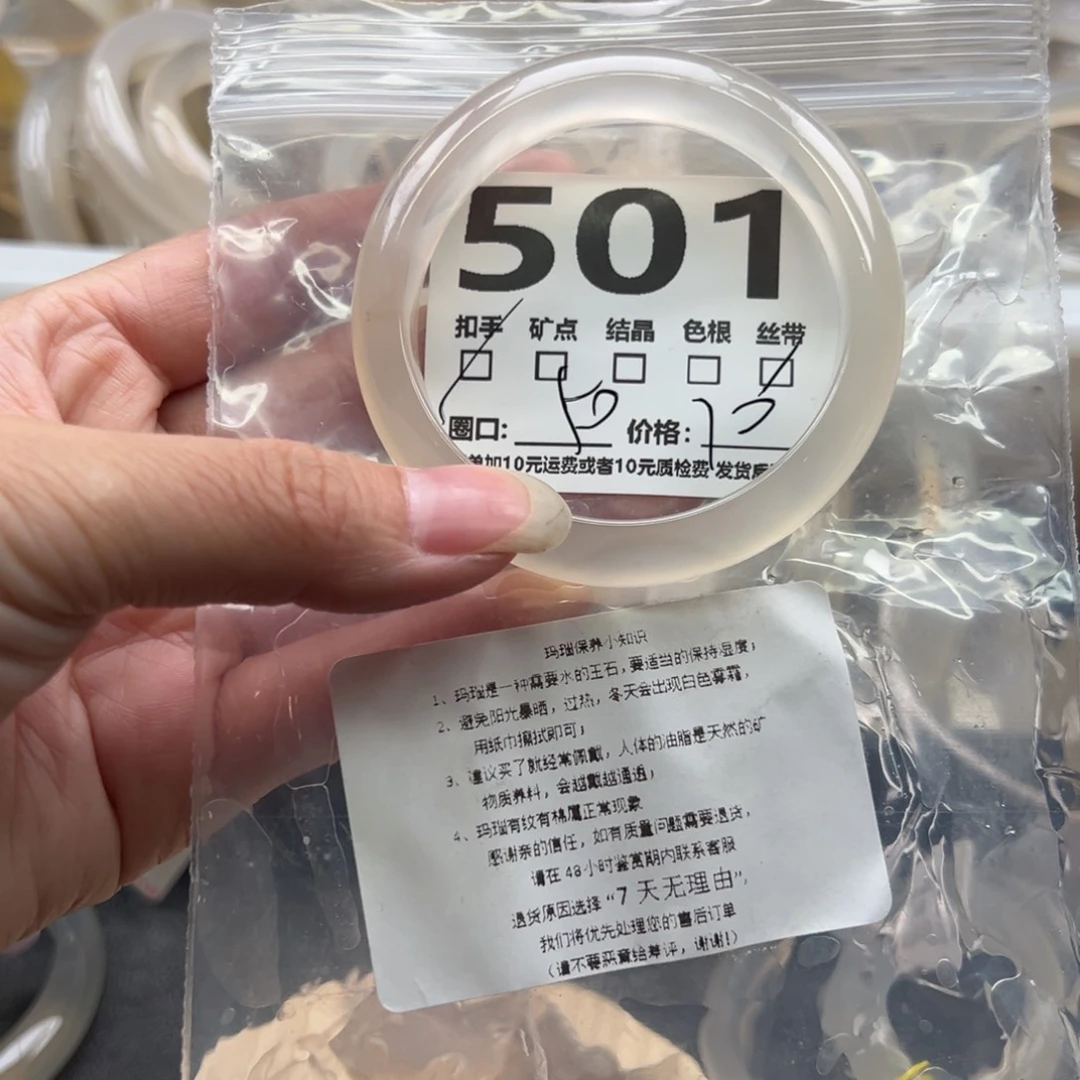 501
扣手 矿点 结晶 色根 丝带
圈口: 价格:
单加10元运费或者10元质检费 发货后
玛瑙保养小知识
1、玛瑙是一种需要水的玉石,要适当的保持湿度;
2、避免阳光暴晒,过热,冬天会出现白色雾霜,
用纸巾擦拭即可;
3、建议买了就经常佩戴,人体的油脂是天然的矿
物质养料,会越戴越通透;
4、玛瑙有纹有棉属正常现象
感谢亲的信任,如有质量问题需要退货,
请在48小时鉴赏期内联系客服
退货原因选择“7天无理由”,
我们将优先处理您的售后订单
(请不要恶意给差评,谢谢!)